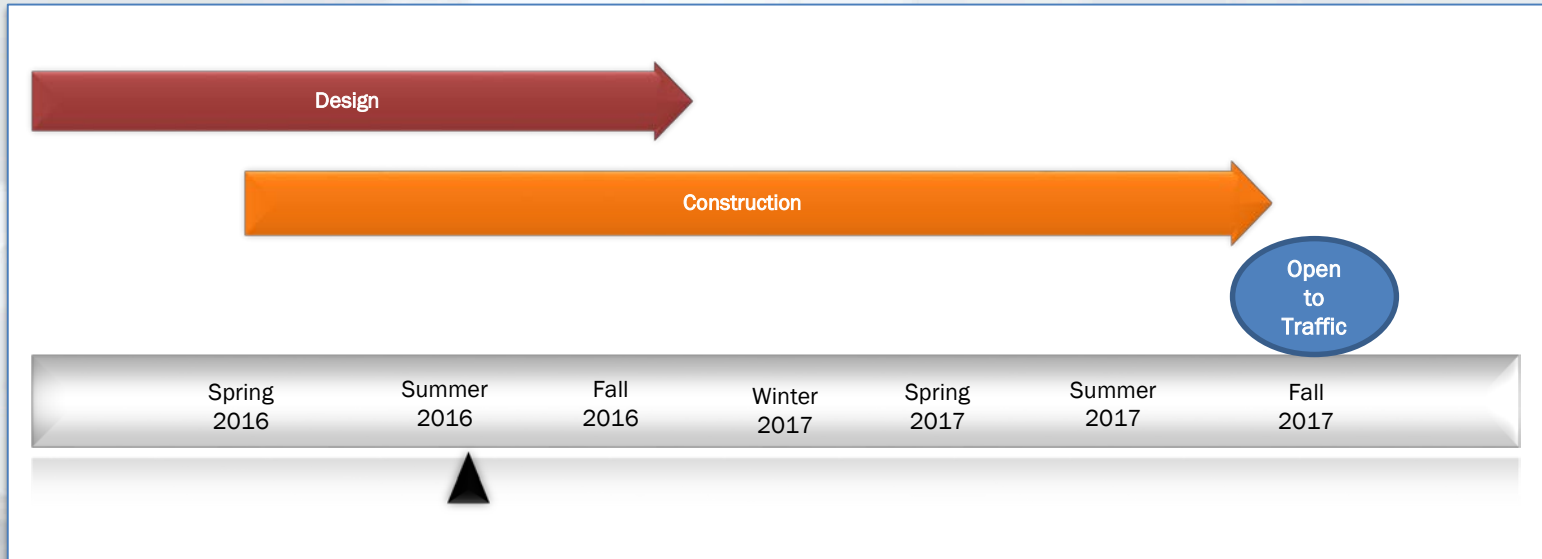 Design
Construction
Open
to
Traffic
Spring
2016
Summer
2016
Fall
2016
Winter
2017
Spring
2017
Summer
2017
Fall
2017